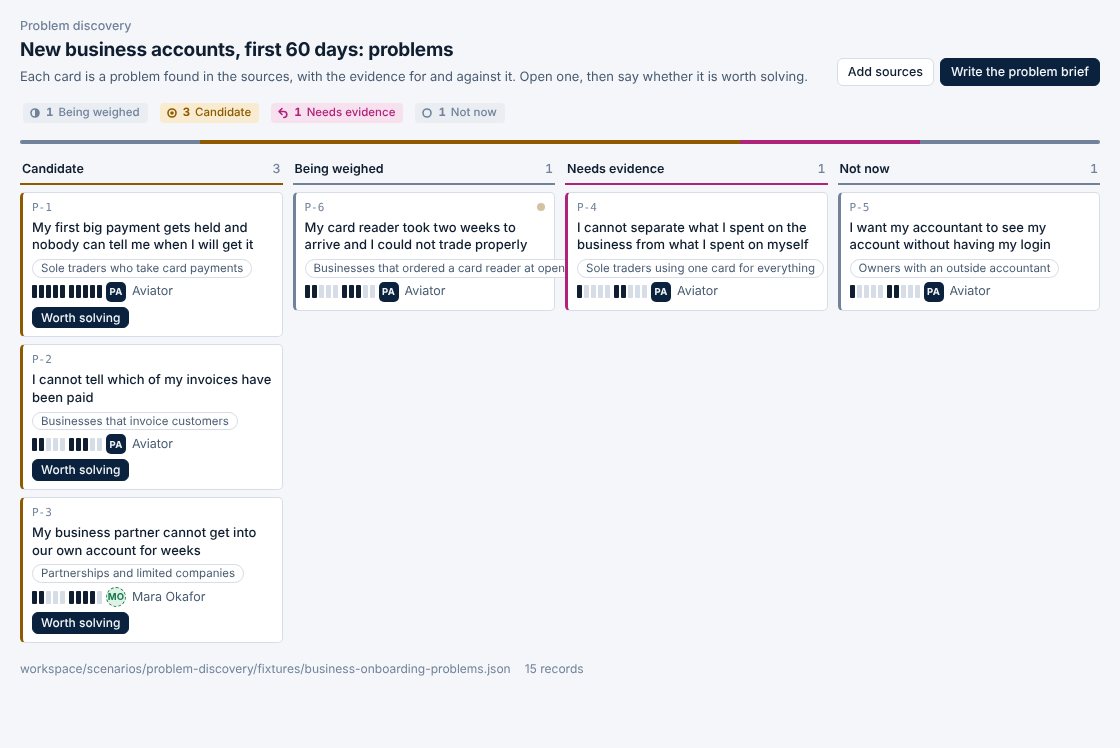 Problem discovery
New business accounts, first 60 days: problems
Each card is a problem found in the sources, with the evidence for and against it. Open one, then say whether it is worth solving.
Add sources
Write the problem brief
1 Being weighed
3 Candidate
1 Needs evidence
1 Not now
Candidate 3
P-1
My first big payment gets held and
nobody can tell me when I will get it
Sole traders who take card payments
PA Aviator
Worth solving
P-2
I cannot tell which of my invoices have
been paid
Businesses that invoice customers
PA Aviator
Worth solving
P-3
My business partner cannot get into
our own account for weeks
Partnerships and limited companies
MO Mara Okafor
Worth solving
Being weighed 1
P-6
My card reader took two weeks to
arrive and I could not trade properly
Businesses that ordered a card reader at open
PA Aviator
Needs evidence 1
P-4
I cannot separate what I spent on the
business from what I spent on myself
Sole traders using one card for everything
PA Aviator
Not now 1
P-5
I want my accountant to see my
account without having my login
Owners with an outside accountant
PA Aviator
workspace/scenarios/problem-discovery/fixtures/business-onboarding-problems.json 15 records